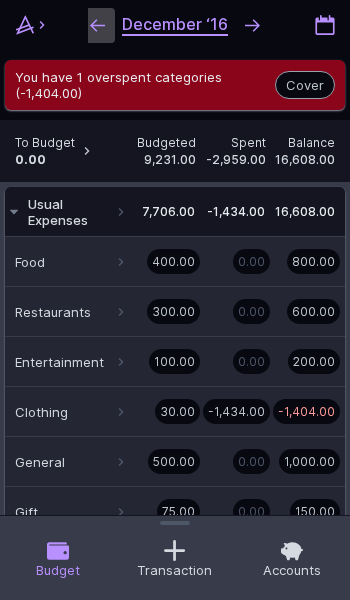 December ‘16
You have 1 overspent categories
(-1,404.00)
Cover
To Budget Budgeted Spent Balance
0.00 9,231.00 -2,959.00 16,608.00
Usual
Expenses 7,706.00 -1,434.00 16,608.00
Food 400.00 0.00 800.00
Restaurants 300.00 0.00 600.00
Entertainment 100.00 0.00 200.00
Clothing 30.00 -1,434.00 -1,404.00
General 500.00 0.00 1,000.00
Gift 75.00 0.00 150.00
Budget Transaction Accounts